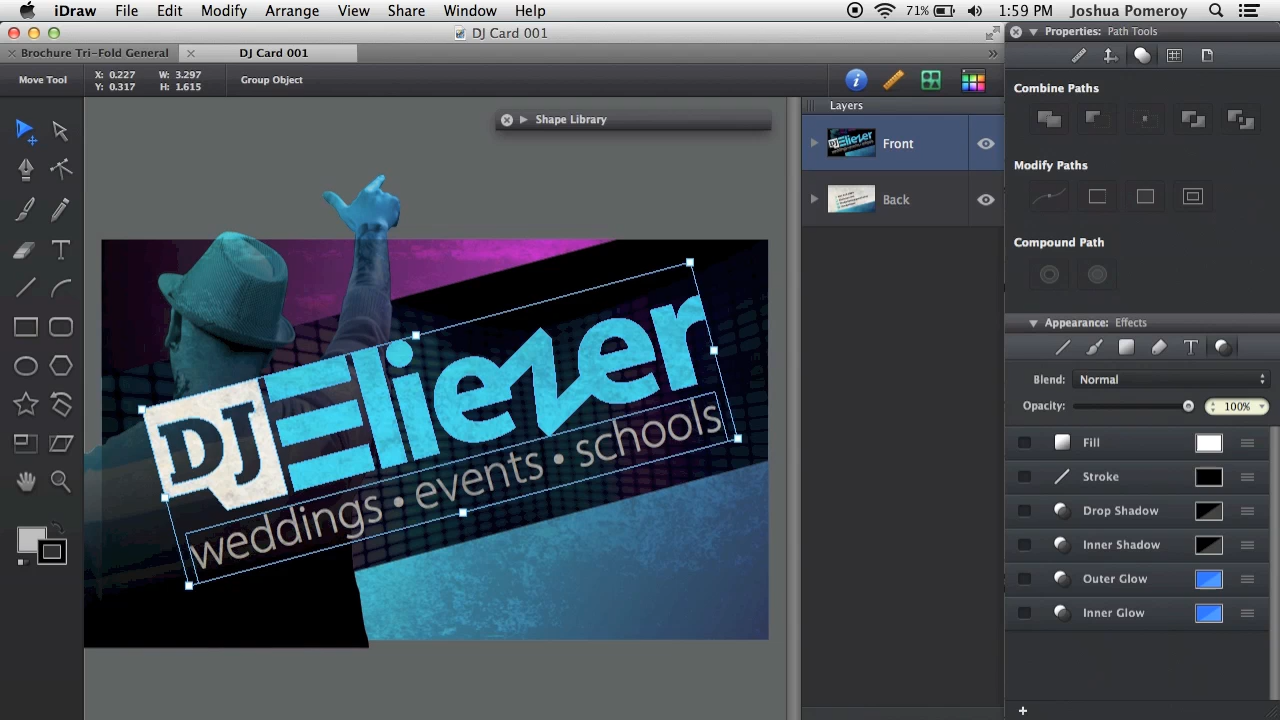 iDraw File Edit Modify Arrange View Share Window Help 71% 1:59 PM Joshua Pomeroy
DJ Card 001
Brochure Tri-Fold General DJ Card 001
Move Tool X: 0.227 W: 3.297 Group Object
Y: 0.317 H: 1.615
Shape Library
Layers
Front
Back
DJ Eliezer
weddings • events • schools
T
Properties: Path Tools
Combine Paths
Modify Paths
Compound Path
Appearance: Effects
T
Blend: Normal
Opacity: 100%
Fill
Stroke
Drop Shadow
Inner Shadow
Outer Glow
Inner Glow